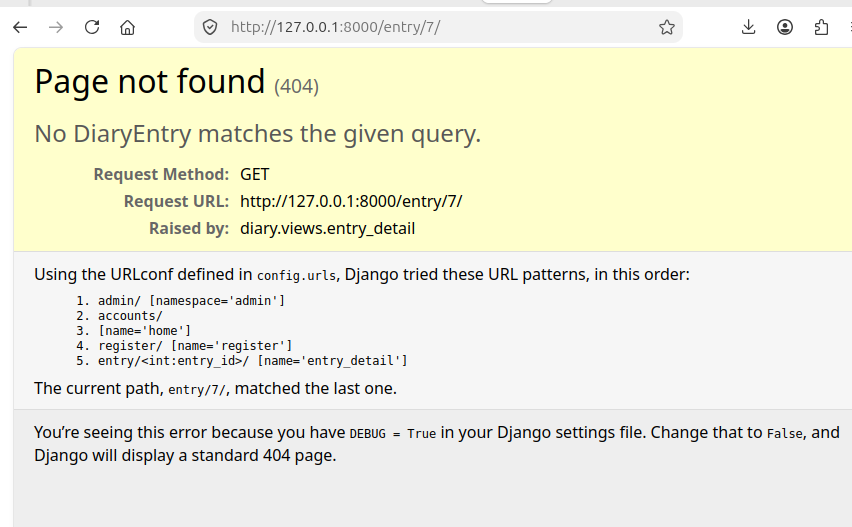 http://127.0.0.1:8000/entry/7/
Page not found (404)
No DiaryEntry matches the given query.
Request Method: GET
Request URL: http://127.0.0.1:8000/entry/7/
Raised by: diary.views.entry_detail
Using the URLconf defined in config.urls, Django tried these URL patterns, in this order:
1. admin/ [namespace='admin']
2. accounts/
3. [name='home']
4. register/ [name='register']
5. entry/<int:entry_id>/ [name='entry_detail']
The current path, entry/7/, matched the last one.
You’re seeing this error because you have DEBUG = True in your Django settings file. Change that to False, and
Django will display a standard 404 page.